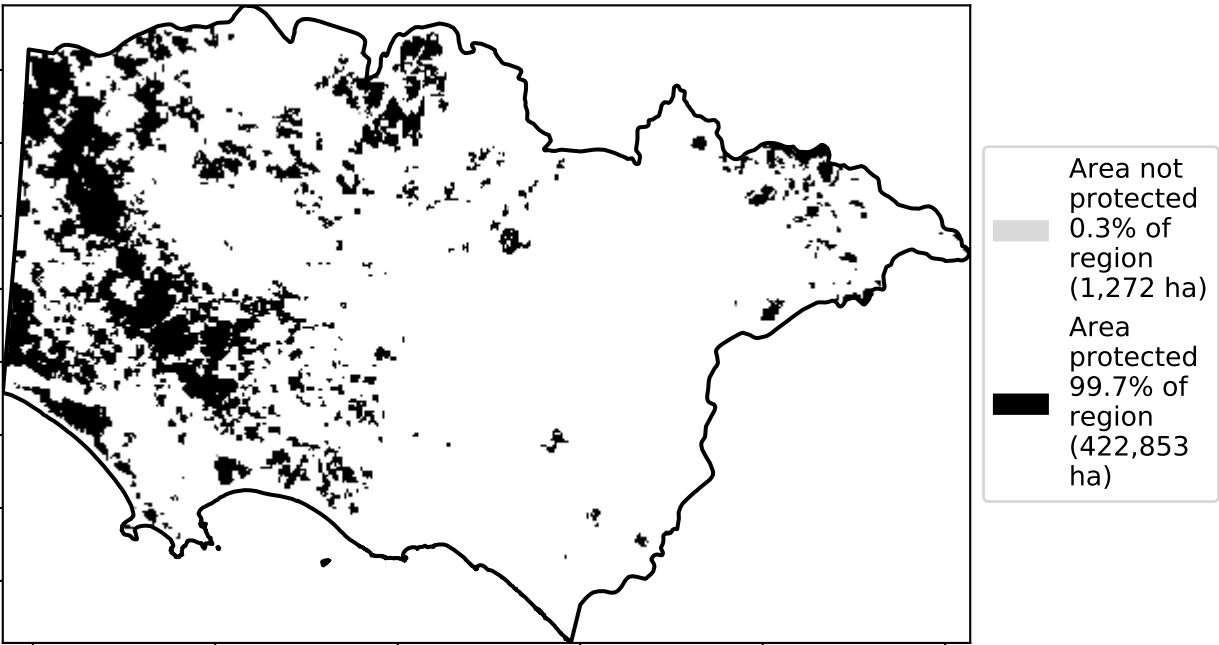 Area not
protected
0.3% of
region
(1,272 ha)
Area
protected
99.7% of
region
(422,853
ha)